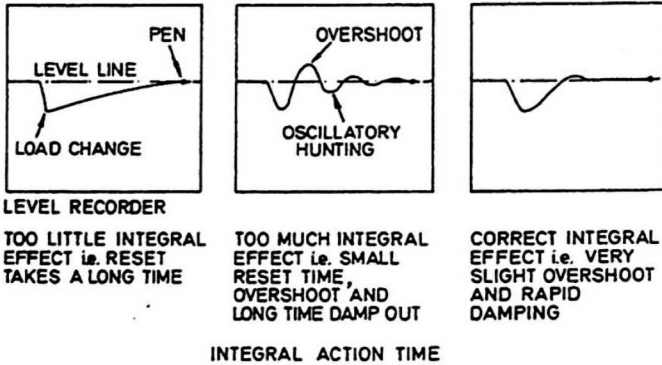 PEN
LEVEL LINE
LOAD CHANGE
OVERSHOOT
OSCILLATORY
HUNTING
LEVEL RECORDER
TOO LITTLE INTEGRAL
EFFECT i.e. RESET
TAKES A LONG TIME
TOO MUCH INTEGRAL
EFFECT i.e. SMALL
RESET TIME,
OVERSHOOT AND
LONG TIME DAMP OUT
CORRECT INTEGRAL
EFFECT i.e. VERY
SLIGHT OVERSHOOT
AND RAPID
DAMPING
INTEGRAL ACTION TIME